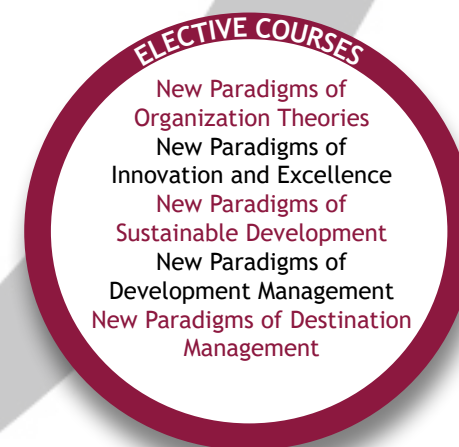 ELECTIVE COURSES
New Paradigms of
Organization Theories
New Paradigms of
Innovation and Excellence
New Paradigms of
Sustainable Development
New Paradigms of
Development Management
New Paradigms of Destination
Management